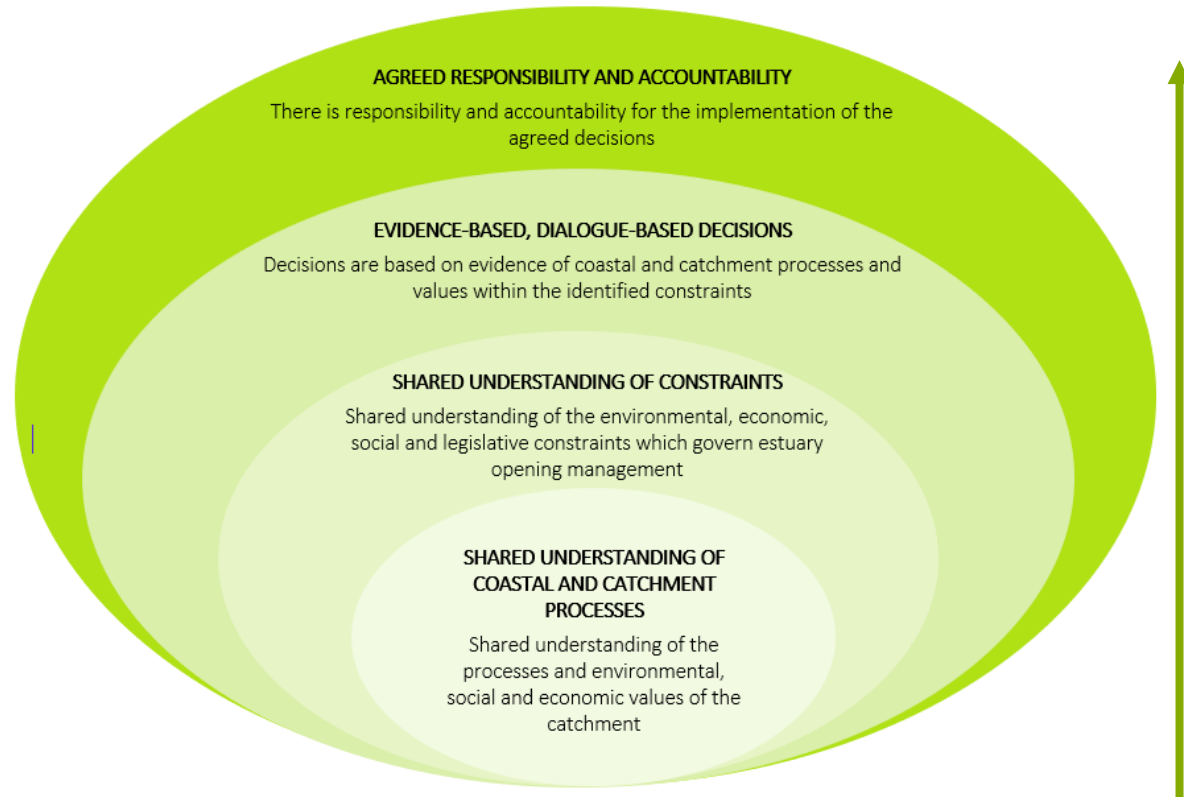 AGREED RESPONSIBILITY AND ACCOUNTABILITY
There is responsibility and accountability for the implementation of the
agreed decisions
EVIDENCE-BASED, DIALOGUE-BASED DECISIONS
Decisions are based on evidence of coastal and catchment processes and
values within the identified constraints
SHARED UNDERSTANDING OF CONSTRAINTS
Shared understanding of the environmental, economic,
social and legislative constraints which govern estuary
opening management
SHARED UNDERSTANDING OF
COASTAL AND CATCHMENT
PROCESSES
Shared understanding of the
processes and environmental,
social and economic values of the
catchment